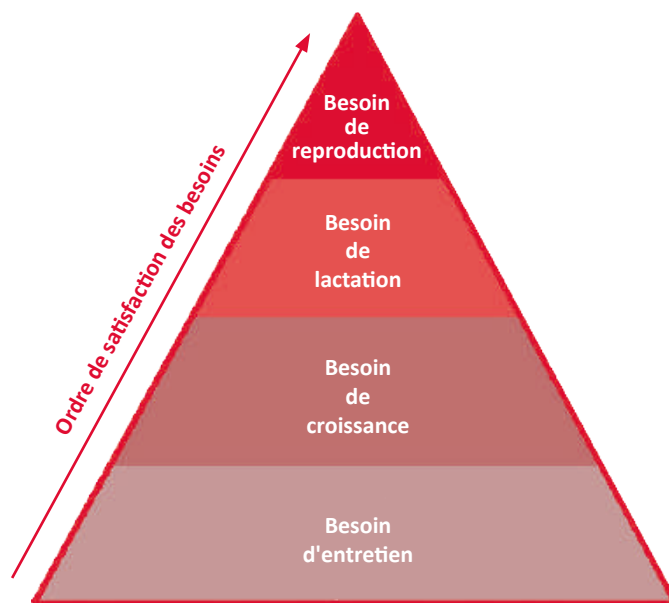 Ordre de satisfaction des besoins
Besoin
de
reproduction
Besoin
de
lactation
Besoin
de
croissance
Besoin
d'entretien